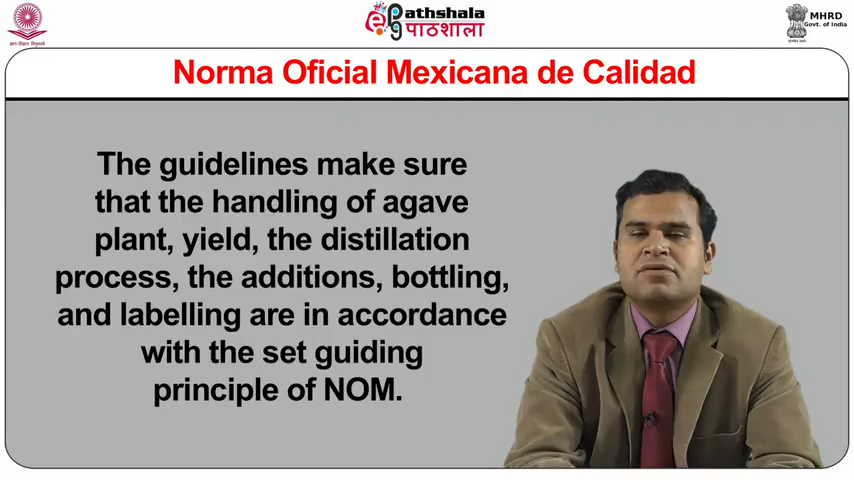 Pathshala
पाठशाला
MHRD
Govt. of India
Norma Oficial Mexicana de Calidad
The guidelines make sure
that the handling of agave
plant, yield, the distillation
process, the additions, bottling,
and labelling are in accordance
with the set guiding
principle of NOM.